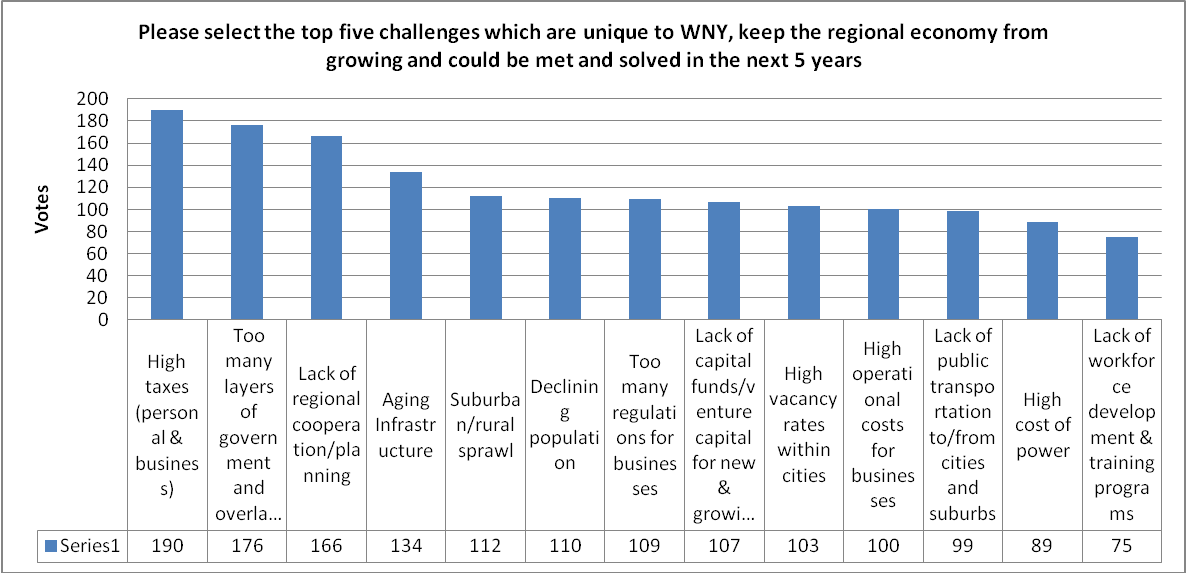 Please select the top five challenges which are unique to WNY, keep the regional economy from
growing and could be met and solved in the next 5 years
Votes
200
180
160
140
120
100
80
60
40
20
0
High
taxes
(person
al &
busines
s)
Too
many
layers
of
govern
ment
and
overla...
Lack of
regional
coopera
tion/pla
nning
Aging
Infrastr
ucture
Suburba
n/rural
sprawl
Declinin
g
populati
on
Too
many
regulati
ons for
business
es
Lack of
capital
funds/v
enture
capital
for new
&
growi...
High
vacancy
rates
within
cities
High
operati
onal
costs
for
busines
ses
Lack of
public
transpo
rtation
to/from
cities
and
suburbs
High
cost of
power
Lack of
workfor
ce
develop
ment &
training
progra
ms
Series1 190 176 166 134 112 110 109 107 103 100 99 89 75